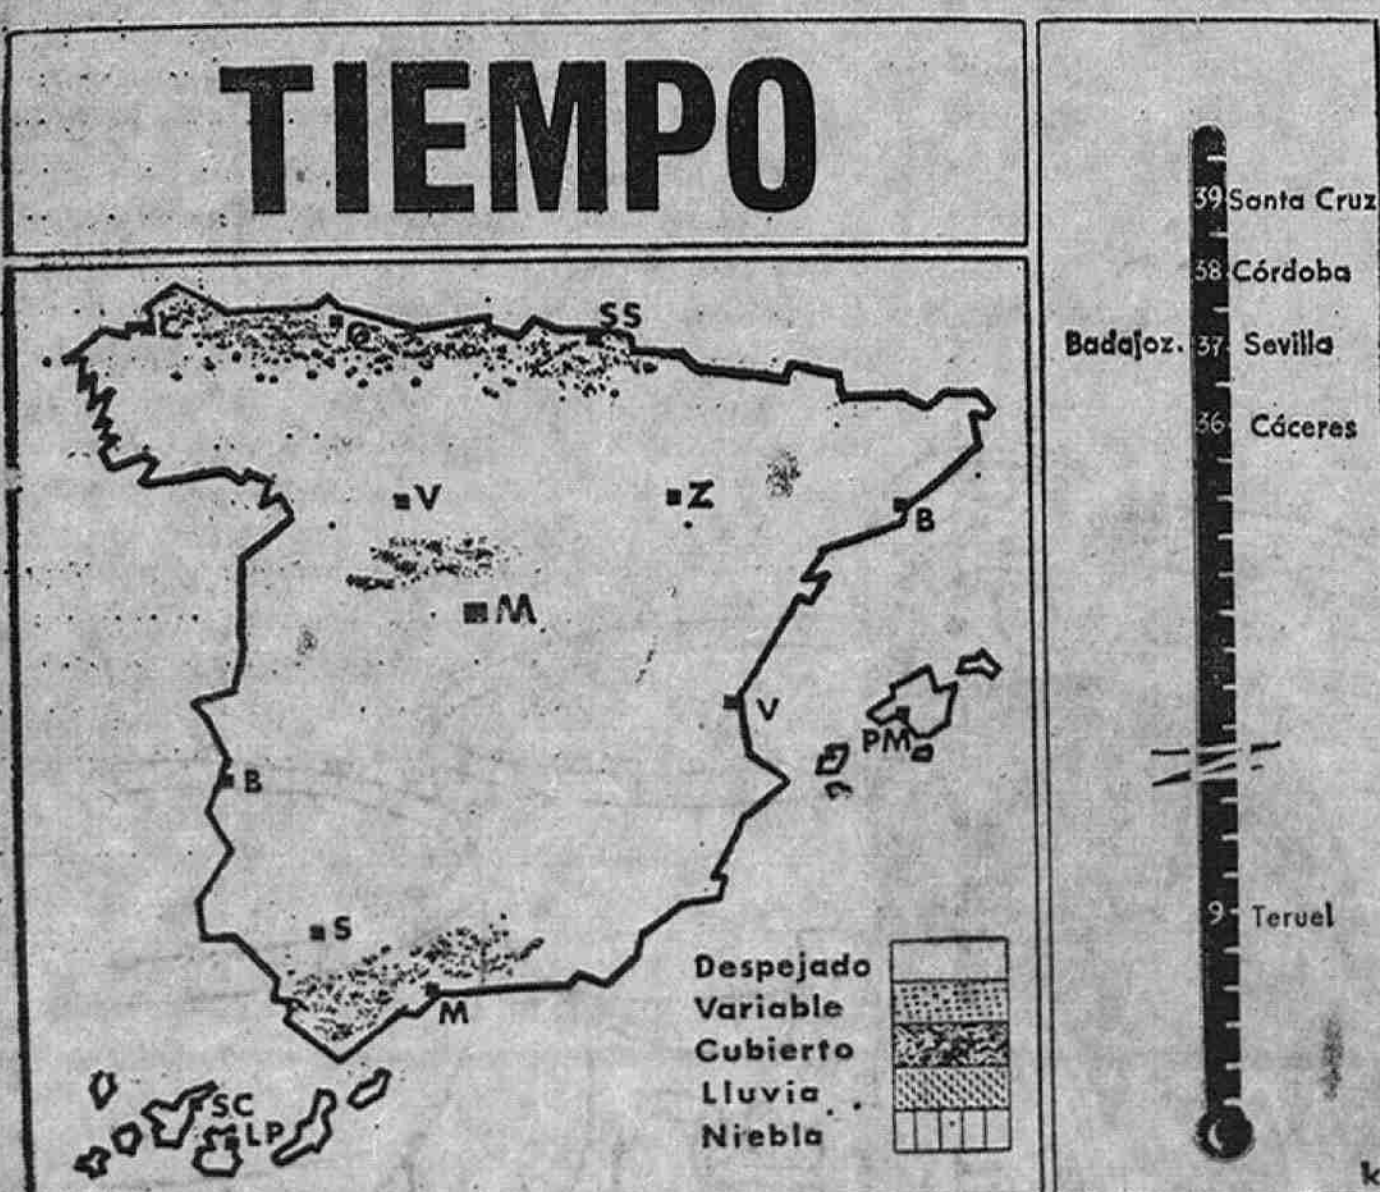 TIEMPO
SS
V
Z
B
M
V
PM
B
S
M
SC
LP
Despejado
Variable
Cubierto
Lluvia
Niebla
39 Santa Cruz
38 Córdoba
Badajoz. 37 Sevilla
36 Cáceres
9 Teruel